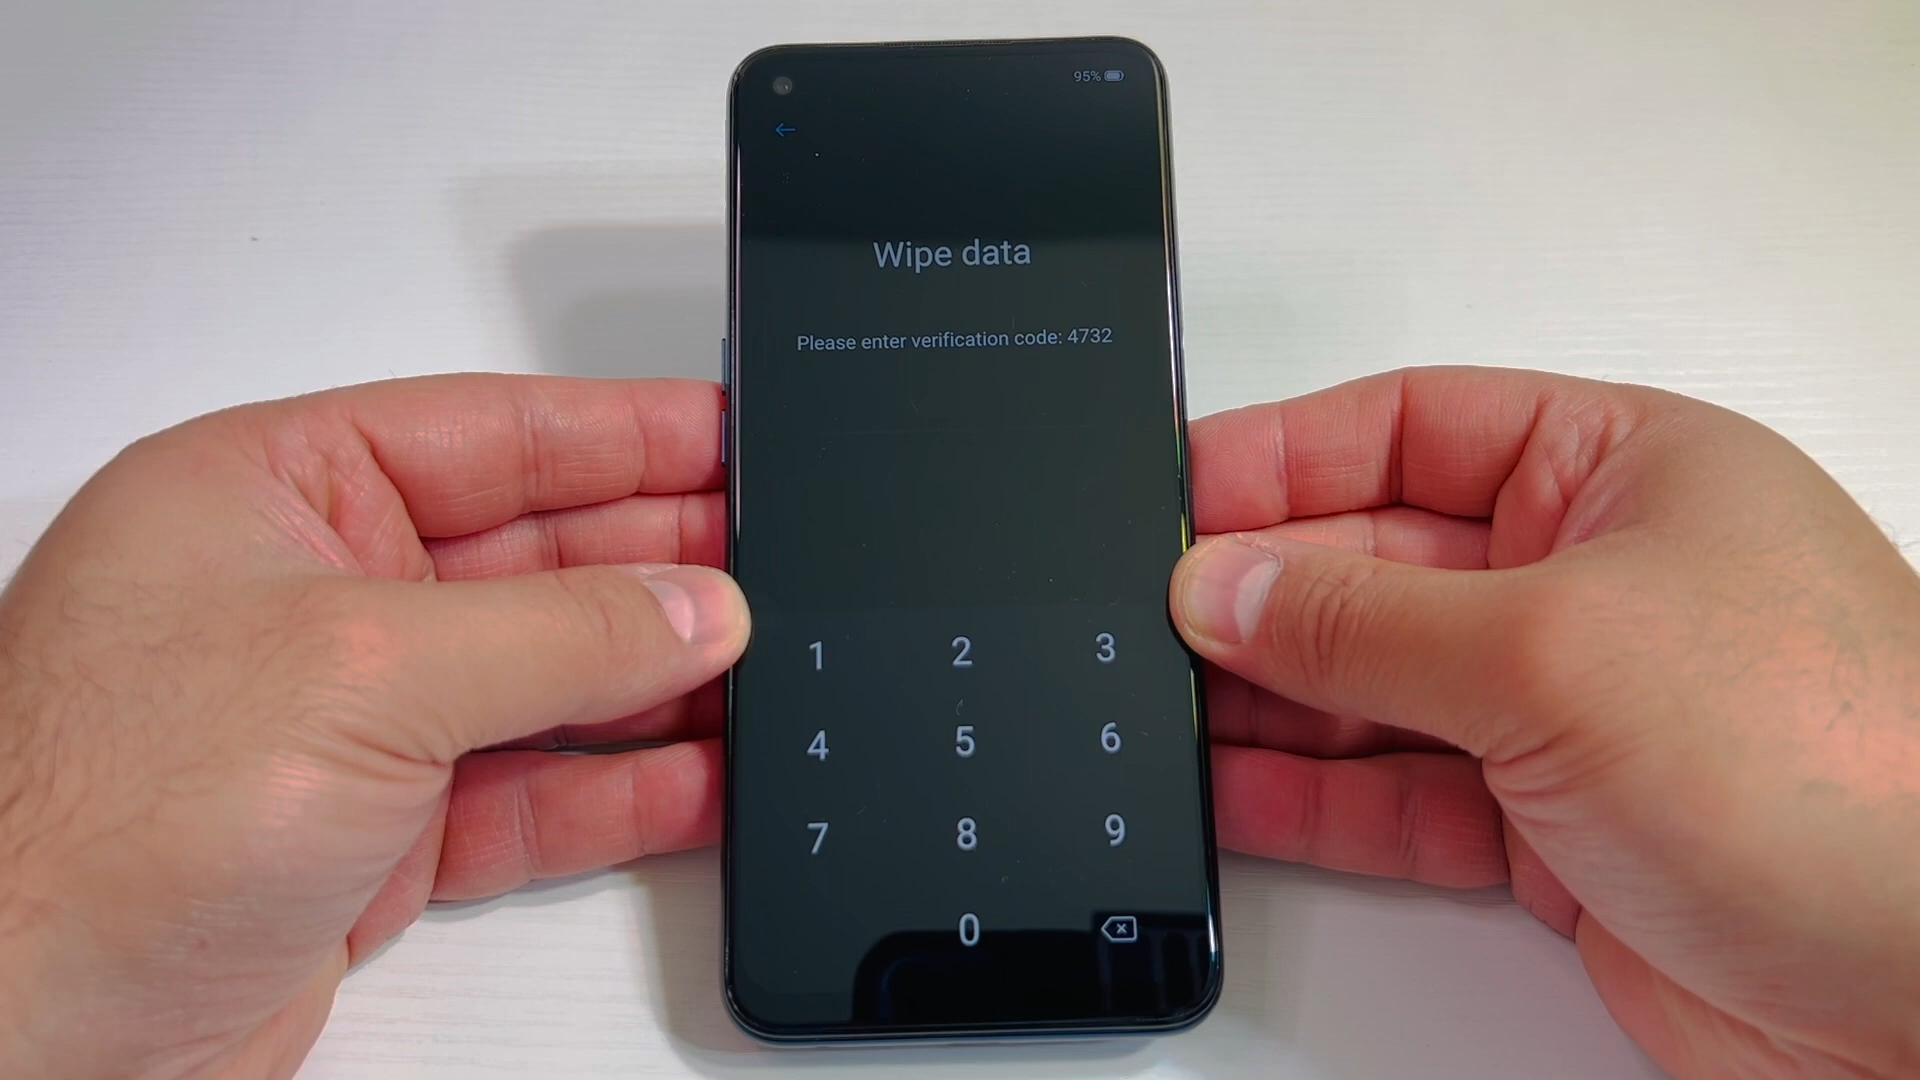 95%
Wipe data
Please enter verification code: 4732
1 2 3
4 5 6
7 8 9
0